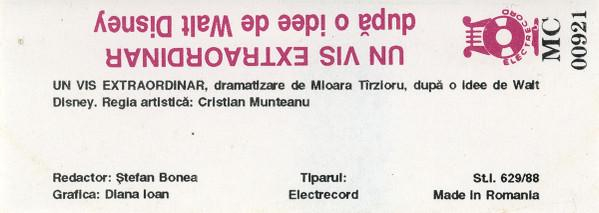 UN VIS EXTRAORDINAR
după o idee de Walt Disney
ELECTRECORD
MC
00921
UN VIS EXTRAORDINAR, dramatizare de Mioara Tîrzioru, după o idee de Walt
Disney. Regia artistică: Cristian Munteanu
Redactor: Ștefan Bonea
Grafica: Diana Ioan
Tiparul:
Electrecord
St.I. 629/88
Made in Romania